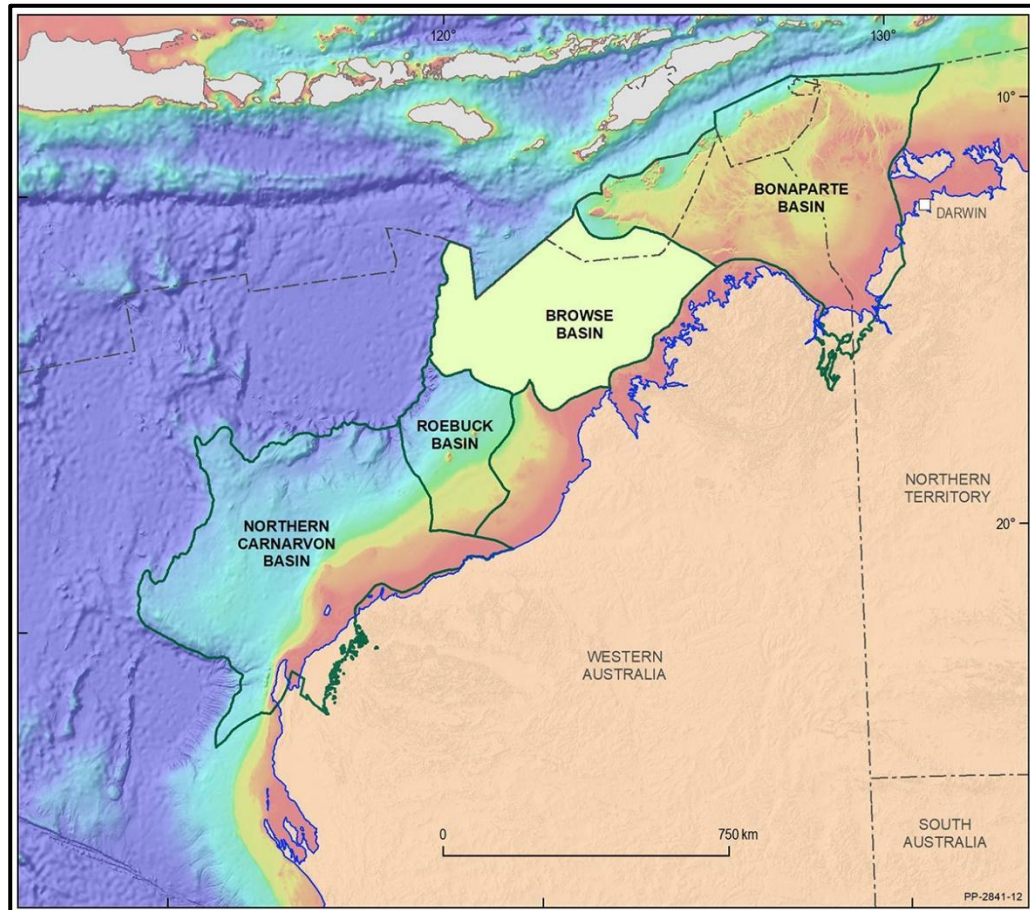 120°
130°
10°
BONAPARTE
BASIN
DARWIN
BROWSE
BASIN
ROEBUCK
BASIN
NORTHERN
TERRITORY
NORTHERN
CARNARVON
BASIN
20°
WESTERN
AUSTRALIA
SOUTH
AUSTRALIA
0
750 km
PP-2841-12